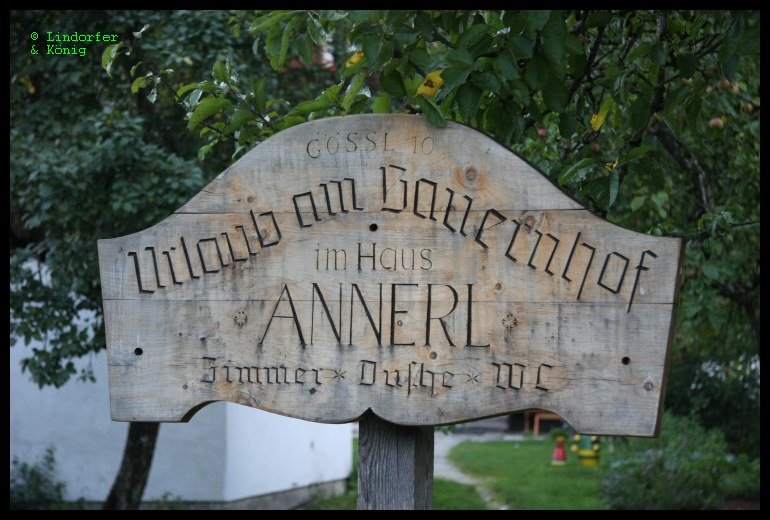 © Lindorfer
& König
GÖSSL 10
Urlaub am Bauernhof
im Haus
ANNERL
Zimmer * Dusche * WC